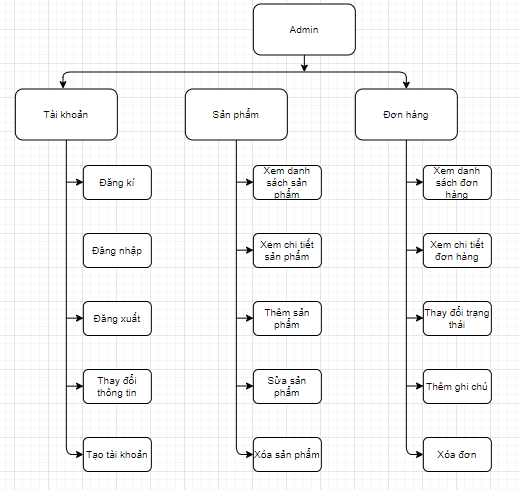 Admin
Tài khoản
Sản phẩm
Đơn hàng
Đăng kí
Xem danh
sách sản
phẩm
Xem danh
sách đơn
hàng
Đăng nhập
Xem chi tiết
sản phẩm
Xem chi tiết
đơn hàng
Đăng xuất
Thêm sản
phẩm
Thay đổi trạng
thái
Thay đổi
thông tin
Sửa sản
phẩm
Thêm ghi chú
Tạo tài khoản
Xóa sản phẩm
Xóa đơn